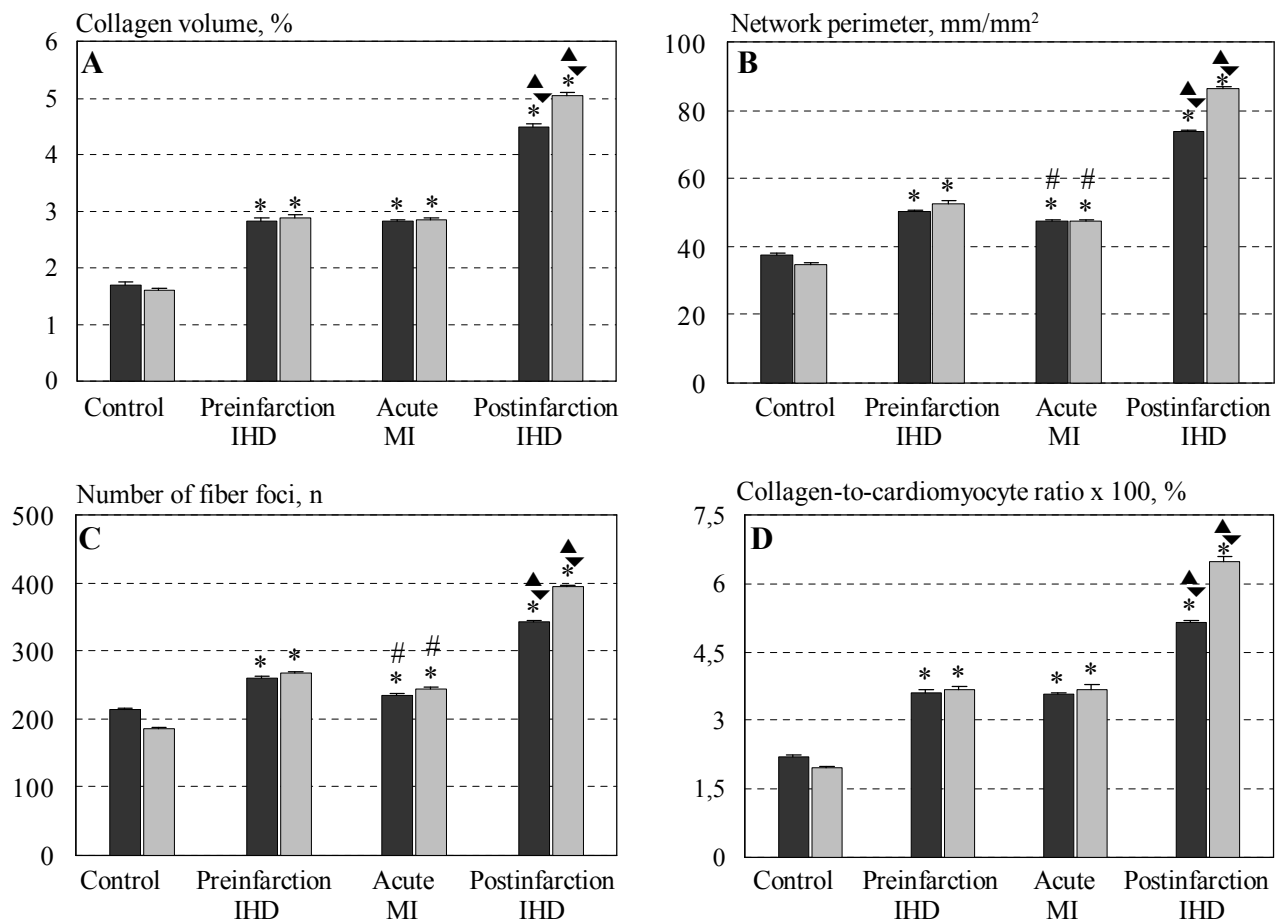 Collagen volume, %
A
6
5
4
3
2
1
0
* * * * * *
Control Preinfarction IHD Acute MI Postinfarction IHD
Network perimeter, mm/mm²
B
100
80
60
40
20
0
# #
* * * * * *
Control Preinfarction IHD Acute MI Postinfarction IHD
Number of fiber foci, n
C
500
400
300
200
100
0
# #
* * * * * *
Control Preinfarction IHD Acute MI Postinfarction IHD
Collagen-to-cardiomyocyte ratio x 100, %
D
7,5
6
4,5
3
1,5
0
* * * * * *
Control Preinfarction IHD Acute MI Postinfarction IHD